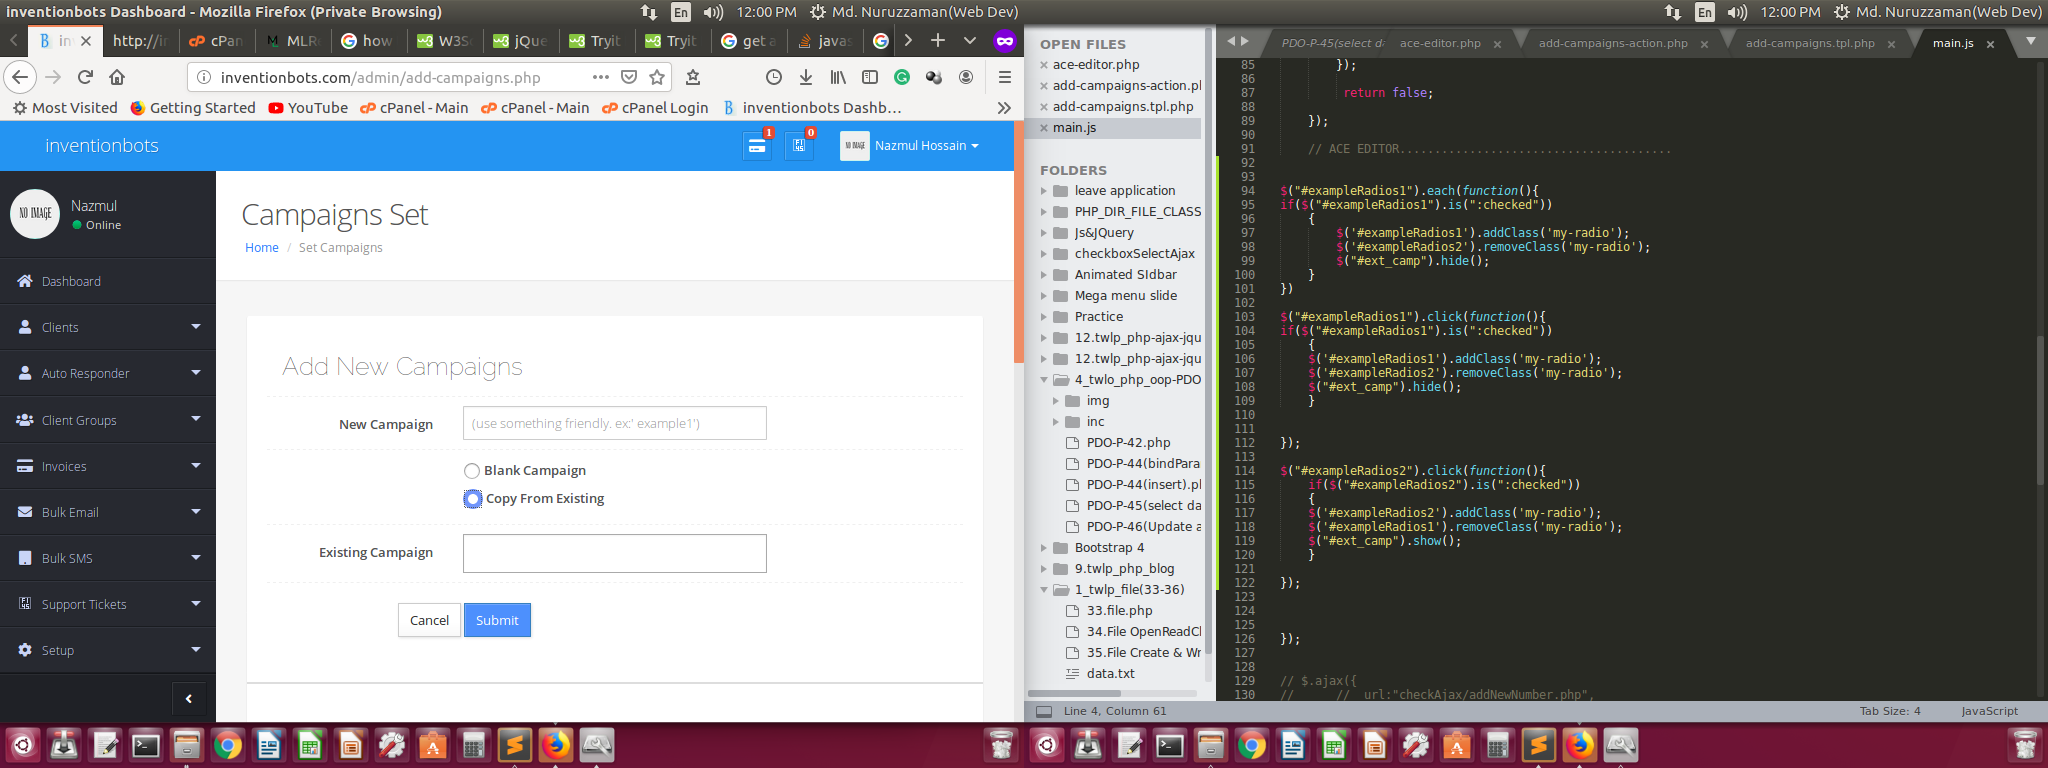 inventionbots Dashboard - Mozilla Firefox (Private Browsing)
En
12:00 PM
Md. Nuruzzaman(Web Dev)
En
12:00 PM
Md. Nuruzzaman(Web Dev)
in
http://in
cPan
MLR
how
W3S
jQue
Tryit
Tryit
get a
javas
inventionbots.com/admin/add-campaigns.php
Most Visited
Getting Started
YouTube
cPanel - Main
cPanel - Main
cPanel Login
inventionbots Dashb...
inventionbots
1
0
NO IMAGE
Nazmul Hossain
NO IMAGE
Nazmul
Online
Dashboard
Clients
Auto Responder
Client Groups
Invoices
Bulk Email
Bulk SMS
Support Tickets
Setup
Campaigns Set
Home / Set Campaigns
Add New Campaigns
New Campaign
(use something friendly. ex:' example1')
Blank Campaign
Copy From Existing
Existing Campaign
Cancel
Submit
OPEN FILES
ace-editor.php
add-campaigns-action.pl
add-campaigns.tpl.php
main.js
FOLDERS
leave application
PHP_DIR_FILE_CLASS
Js&JQuery
checkboxSelectAjax
Animated SIdbar
Mega menu slide
Practice
12.twlp_php-ajax-jqu
12.twlp_php-ajax-jqu
4_twlo_php_oop-PDO
img
inc
PDO-P-42.php
PDO-P-44(bindPara
PDO-P-44(insert).pl
PDO-P-45(select da
PDO-P-46(Update a
Bootstrap 4
9.twlp_php_blog
1_twlp_file(33-36)
33.file.php
34.File OpenReadCl
35.File Create & Wr
data.txt
PDO-P-45(select da
ace-editor.php
add-campaigns-action.php
add-campaigns.tpl.php
main.js
85 });
86
87 return false;
88
89 });
90
91 // ACE EDITOR.......................................
92
93
94 $("#exampleRadios1").each(function(){
95 if($("#exampleRadios1").is(":checked"))
96 {
97 $('#exampleRadios1').addClass('my-radio');
98 $('#exampleRadios2').removeClass('my-radio');
99 $("#ext_camp").hide();
100 }
101 })
102
103 $("#exampleRadios1").click(function(){
104 if($("#exampleRadios1").is(":checked"))
105 {
106 $('#exampleRadios1').addClass('my-radio');
107 $('#exampleRadios2').removeClass('my-radio');
108 $("#ext_camp").hide();
109 }
110
111
112 });
113
114 $("#exampleRadios2").click(function(){
115 if($("#exampleRadios2").is(":checked"))
116 {
117 $('#exampleRadios2').addClass('my-radio');
118 $('#exampleRadios1').removeClass('my-radio');
119 $("#ext_camp").show();
120 }
121
122 });
123
124
125
126 });
127
128
129 // $.ajax({
130 // // url:"checkAjax/addNewNumber.php",
Line 4, Column 61
Tab Size: 4
JavaScript